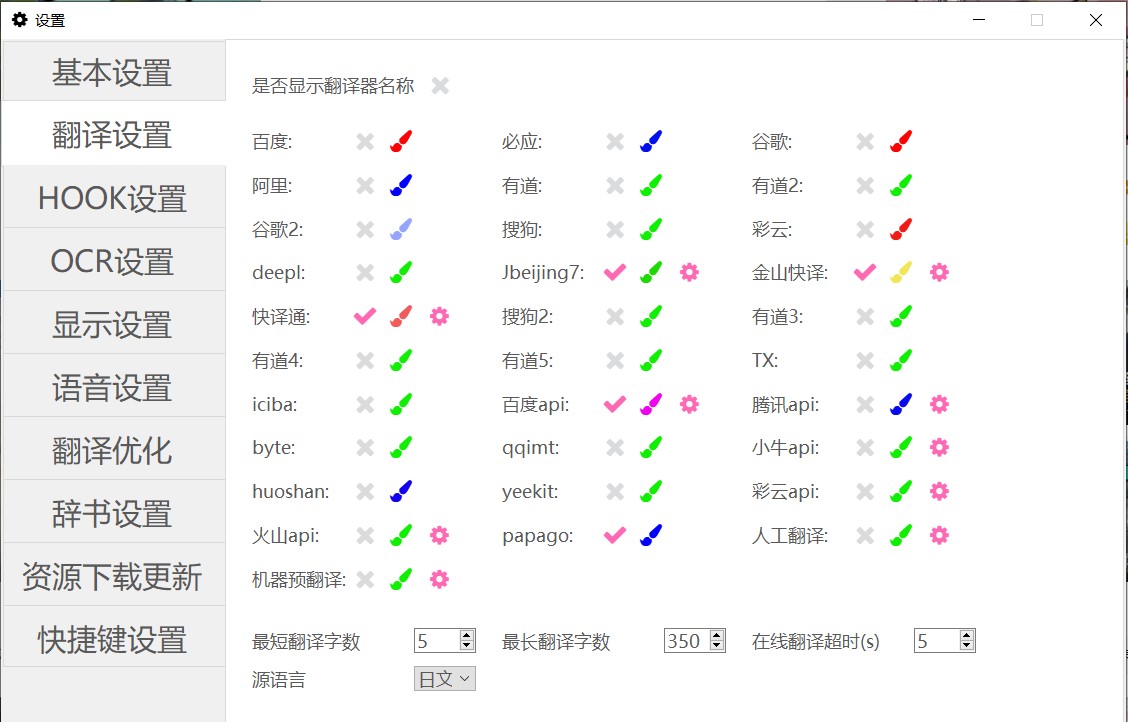 设置
基本设置
翻译设置
HOOK设置
OCR设置
显示设置
语音设置
翻译优化
辞书设置
资源下载更新
快捷键设置
是否显示翻译器名称
百度: 必应: 谷歌:
阿里: 有道: 有道2:
谷歌2: 搜狗: 彩云:
deepl: Jbeijing7: 金山快译:
快译通: 搜狗2: 有道3:
有道4: 有道5: TX:
iciba: 百度api: 腾讯api:
byte: qqimt: 小牛api:
huoshan: yeekit: 彩云api:
火山api: papago: 人工翻译:
机器预翻译:
最短翻译字数 5 最长翻译字数 350 在线翻译超时(s) 5
源语言 日文